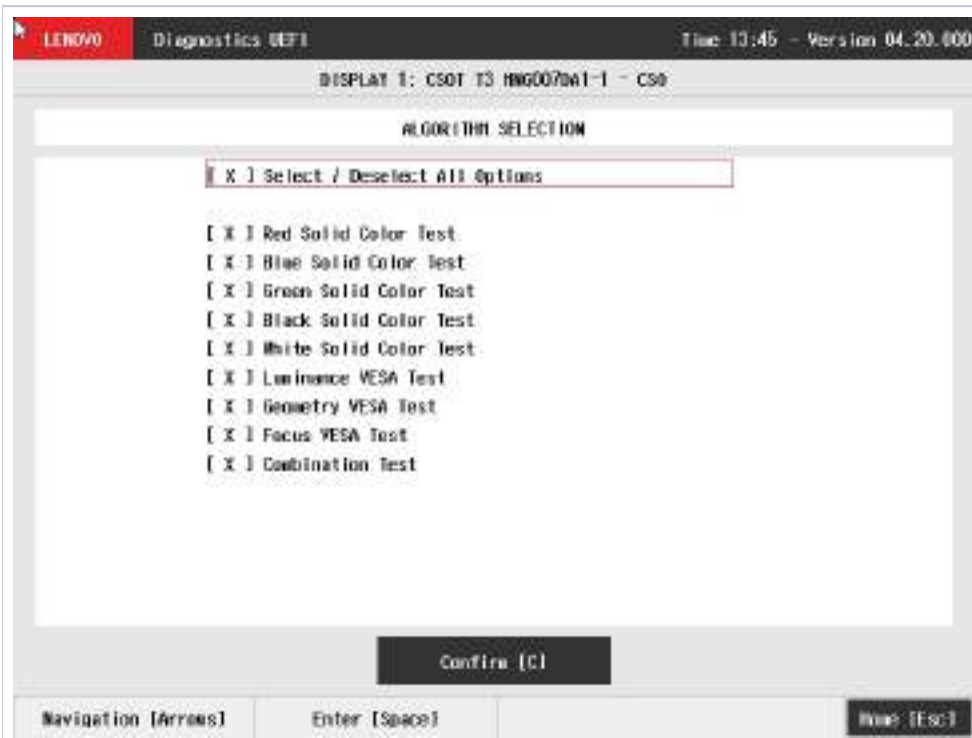 LENOVO Diagnostics UEFI Time 13:45 - Version 04.20.000
DISPLAY 1: CSOT T3 MNG007DA1-1 - CSO
ALGORITHM SELECTION
[ X ] Select / Deselect All Options
[ X ] Red Solid Color Test
[ X ] Blue Solid Color Test
[ X ] Green Solid Color Test
[ X ] Black Solid Color Test
[ X ] White Solid Color Test
[ X ] Luminance VESA Test
[ X ] Geometry VESA Test
[ X ] Focus VESA Test
[ X ] Combination Test
Confirm [C]
Navigation [Arrows] Enter [Space] Home [Esc]